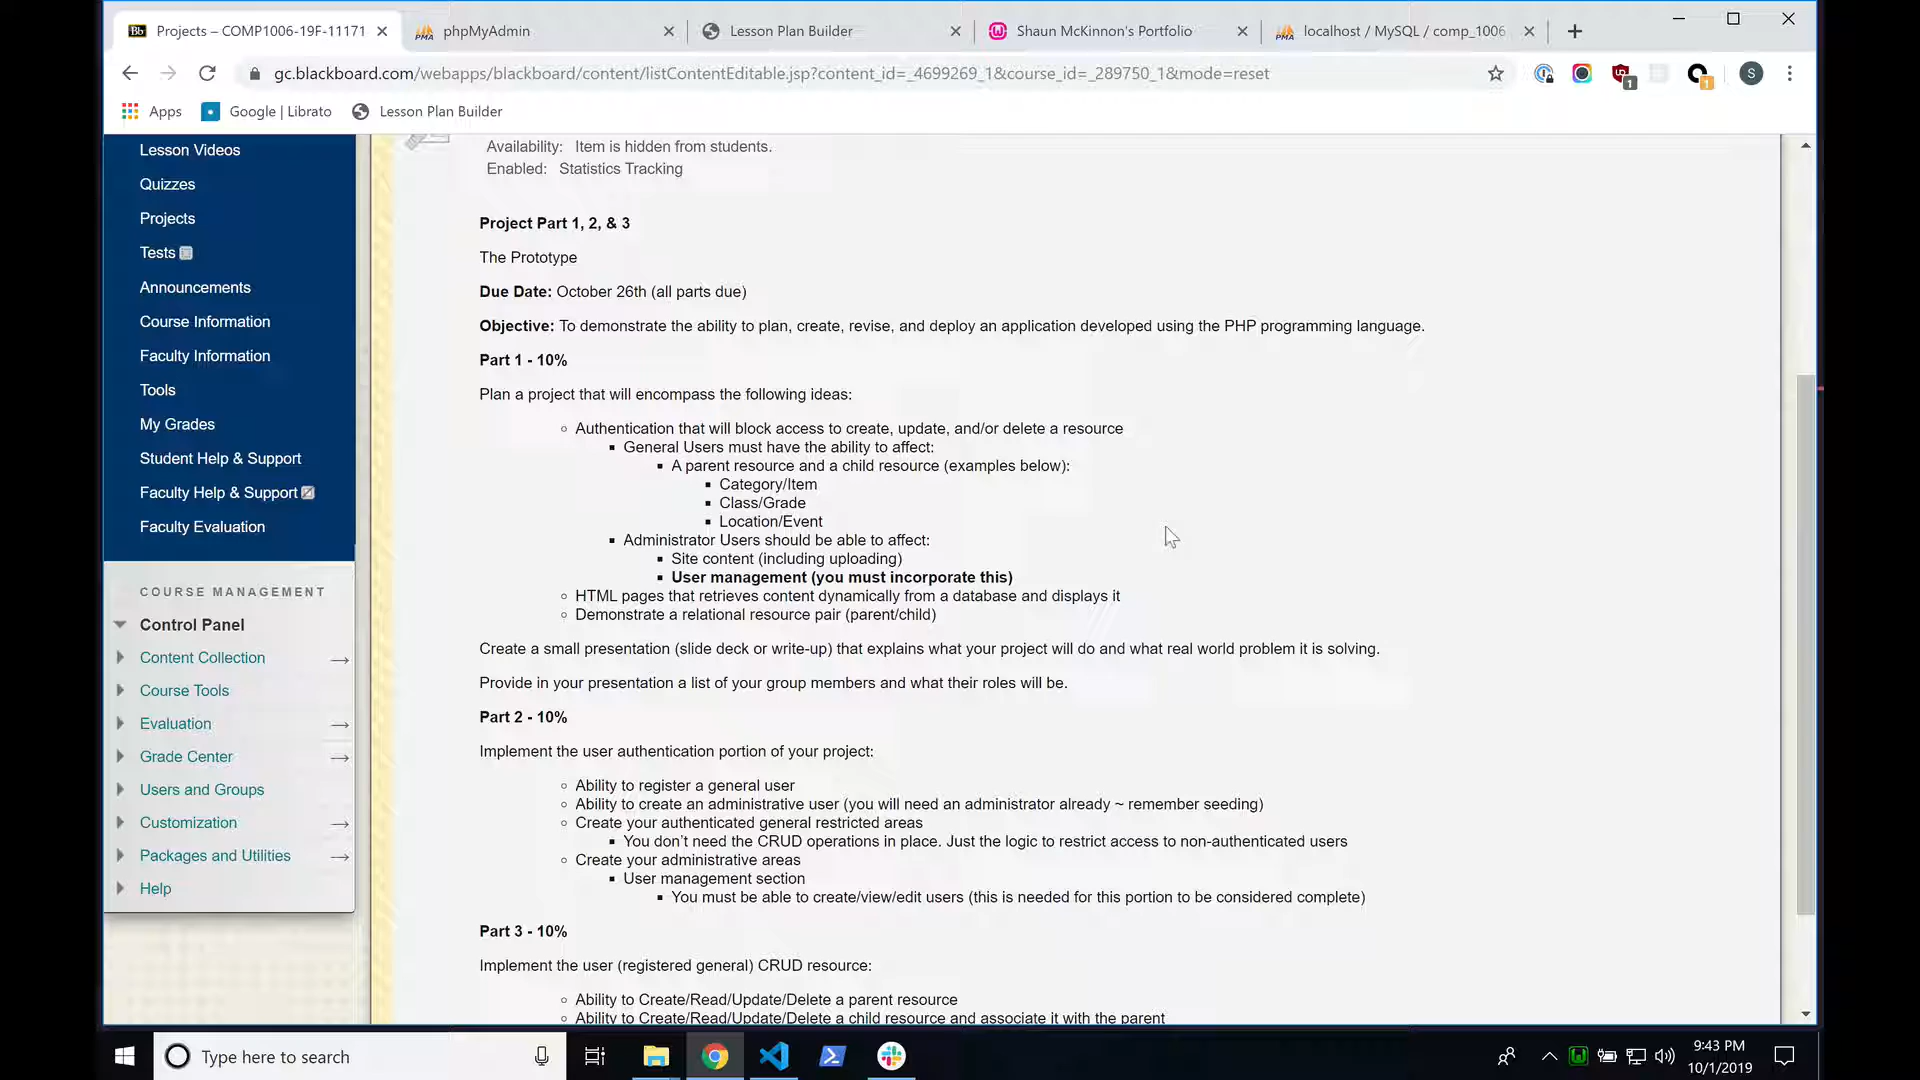 Projects – COMP1006-19F-11171
phpMyAdmin
Lesson Plan Builder
Shaun McKinnon's Portfolio
localhost / MySQL / comp_1006
gc.blackboard.com/webapps/blackboard/content/listContentEditable.jsp?content_id=_4699269_1&course_id=_289750_1&mode=reset
Apps
Google | Librato
Lesson Plan Builder
Lesson Videos
Quizzes
Projects
Tests
Announcements
Course Information
Faculty Information
Tools
My Grades
Student Help & Support
Faculty Help & Support
Faculty Evaluation
COURSE MANAGEMENT
Control Panel
Content Collection
Course Tools
Evaluation
Grade Center
Users and Groups
Customization
Packages and Utilities
Help
Availability: Item is hidden from students.
Enabled: Statistics Tracking
Project Part 1, 2, & 3
The Prototype
Due Date: October 26th (all parts due)
Objective: To demonstrate the ability to plan, create, revise, and deploy an application developed using the PHP programming language.
Part 1 - 10%
Plan a project that will encompass the following ideas:
Authentication that will block access to create, update, and/or delete a resource
General Users must have the ability to affect:
A parent resource and a child resource (examples below):
Category/Item
Class/Grade
Location/Event
Administrator Users should be able to affect:
Site content (including uploading)
User management (you must incorporate this)
HTML pages that retrieves content dynamically from a database and displays it
Demonstrate a relational resource pair (parent/child)
Create a small presentation (slide deck or write-up) that explains what your project will do and what real world problem it is solving.
Provide in your presentation a list of your group members and what their roles will be.
Part 2 - 10%
Implement the user authentication portion of your project:
Ability to register a general user
Ability to create an administrative user (you will need an administrator already ~ remember seeding)
Create your authenticated general restricted areas
You don't need the CRUD operations in place. Just the logic to restrict access to non-authenticated users
Create your administrative areas
User management section
You must be able to create/view/edit users (this is needed for this portion to be considered complete)
Part 3 - 10%
Implement the user (registered general) CRUD resource:
Ability to Create/Read/Update/Delete a parent resource
Ability to Create/Read/Update/Delete a child resource and associate it with the parent
Type here to search
9:43 PM
10/1/2019